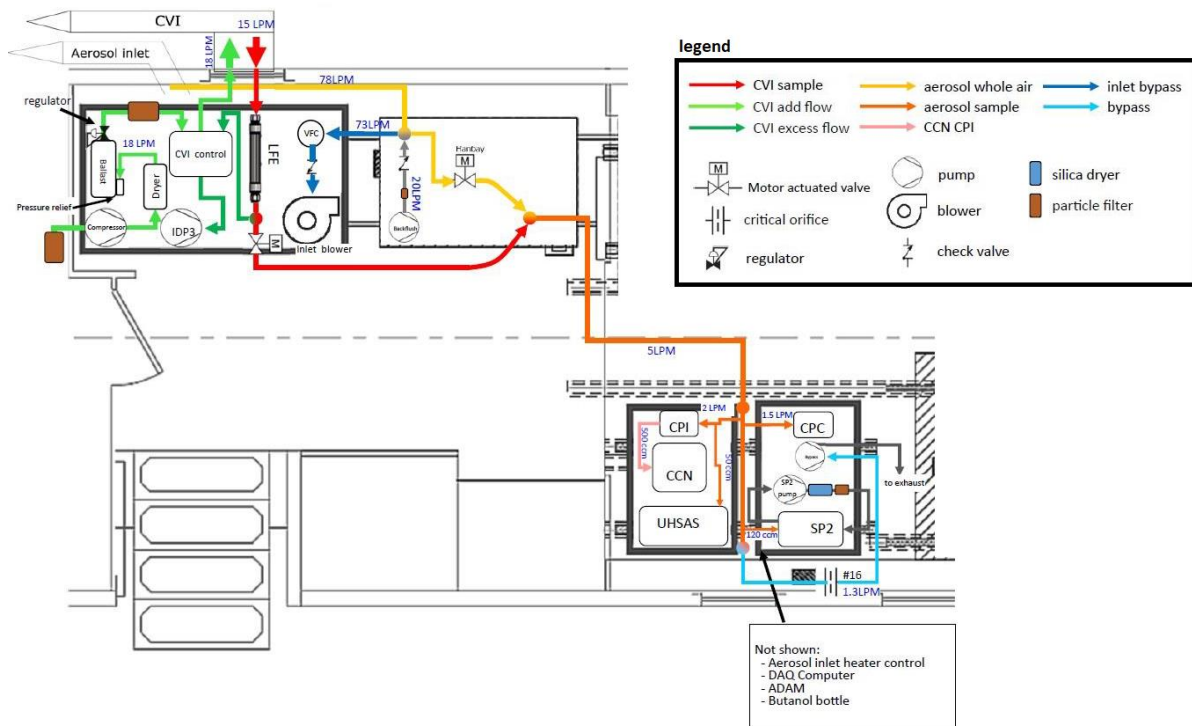 CVI
15 LPM
18 LPM
Aerosol inlet
78LPM
regulator
73LPM
VFC
LFE
CVI control
18 LPM
Ballast
Dryer
Pressure relief
Compressor
IDP3
Inlet blower
M
20LPM
Backflush
Hanbay
M
legend
CVI sample
CVI add flow
CVI excess flow
aerosol whole air
aerosol sample
CCN CPI
inlet bypass
bypass
M
Motor actuated valve
critical orifice
regulator
pump
blower
check valve
silica dryer
particle filter
5LPM
2 LPM
1.5 LPM
CPI
CPC
500 ccm
50 ccm
CCN
to exhaust
SP2
pump
UHSAS
SP2
120 ccm
#16
1.3LPM
Not shown:
- Aerosol inlet heater control
- DAQ Computer
- ADAM
- Butanol bottle